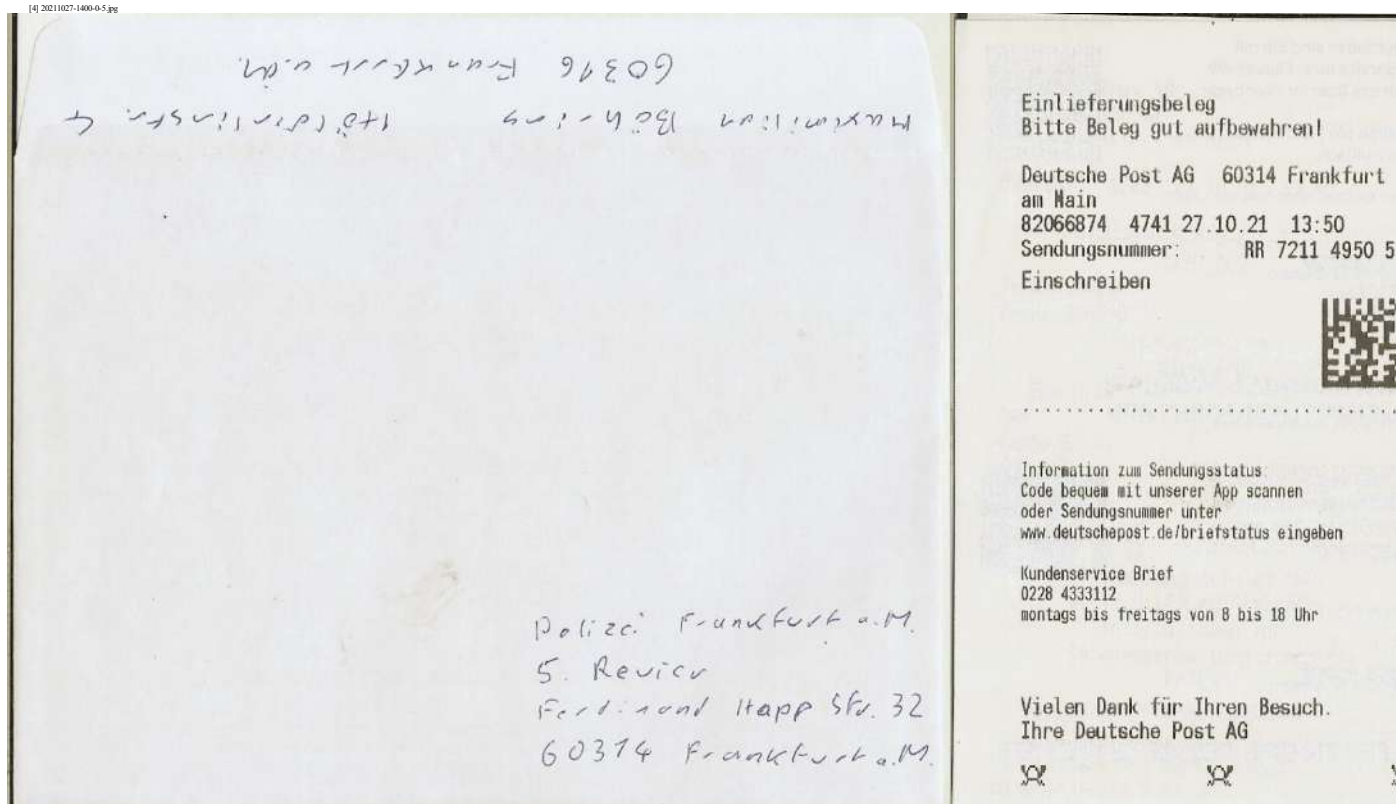 [4] 20211027-1400-0-5.jpg
Maximilian Bähring Hölderlinstr. 4
60316 Frankfurt a.M.
Polizei Frankfurt a.M.
5. Revier
Ferdinand Happ Str. 32
60314 Frankfurt a.M.
Einlieferungsbeleg
Bitte Beleg gut aufbewahren!
Deutsche Post AG 60314 Frankfurt
am Main
82066874 4741 27.10.21 13:50
Sendungsnummer: RR 7211 4950 5
Einschreiben
Information zum Sendungsstatus:
Code bequem mit unserer App scannen
oder Sendungsnummer unter
www.deutschepost.de/briefstatus eingeben
Kundenservice Brief
0228 4333112
montags bis freitags von 8 bis 18 Uhr
Vielen Dank für Ihren Besuch.
Ihre Deutsche Post AG